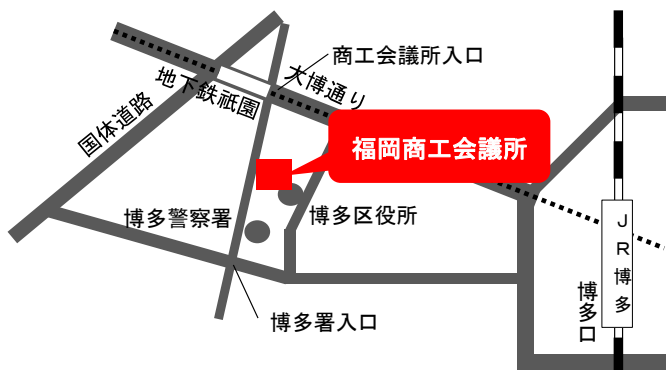 商工会議所入口
大博通り
地下鉄祇園
国体道路
福岡商工会議所
博多警察署
博多区役所
JR博多
博多口
博多署入口